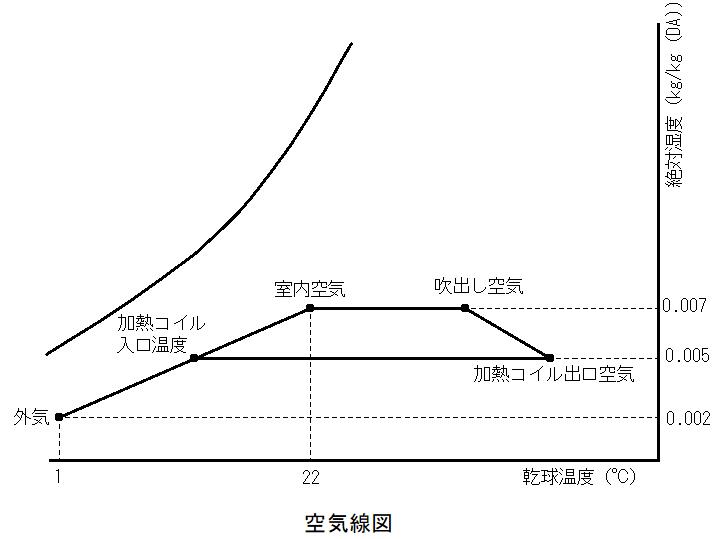 絶対湿度 (kg/kg (DA))
室内空気
吹出し空気
0.007
加熱コイル
入口温度
0.005
加熱コイル出口空気
外気
0.002
1
22
乾球温度 (℃)
空気線図